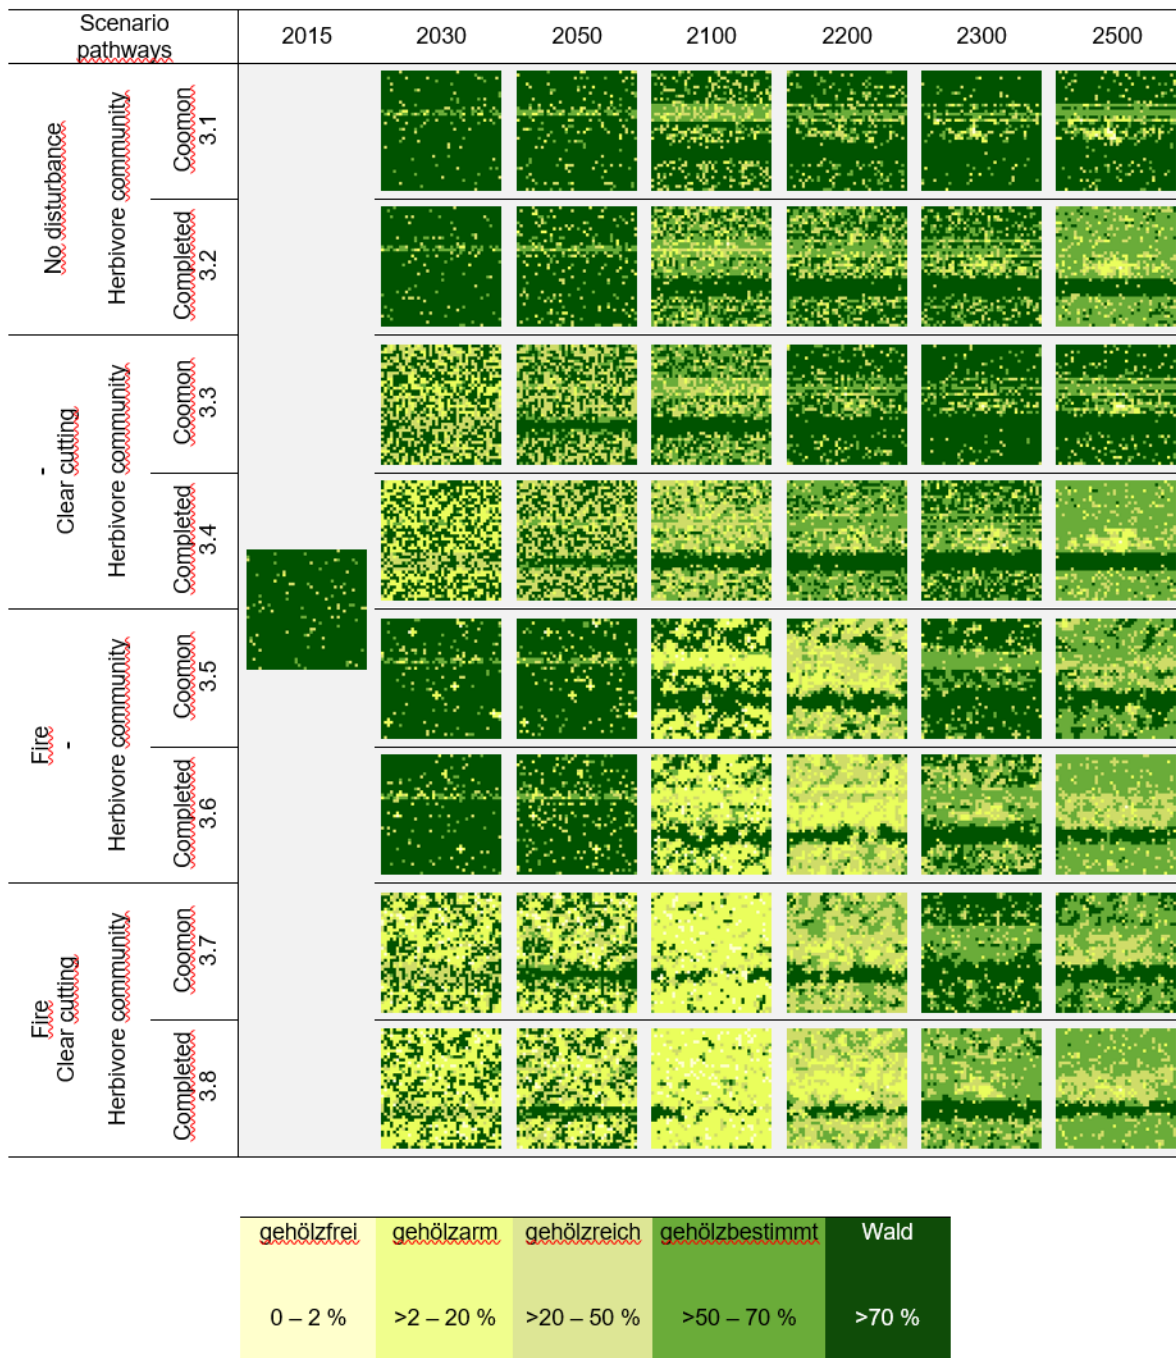 Scenario pathways 2015 2030 2050 2100 2200 2300 2500
No disturbance
Herbivore community
Coomon 3.1
Completed 3.2
-
Clear cutting
Herbivore community
Coomon 3.3
Completed 3.4
Fire
-
Herbivore community
Coomon 3.5
Completed 3.6
Fire
Clear cutting
Herbivore community
Coomon 3.7
Completed 3.8
gehölzfrei gehölzarm gehölzreich gehölzbestimmt Wald
0 – 2 % >2 – 20 % >20 – 50 % >50 – 70 % >70 %